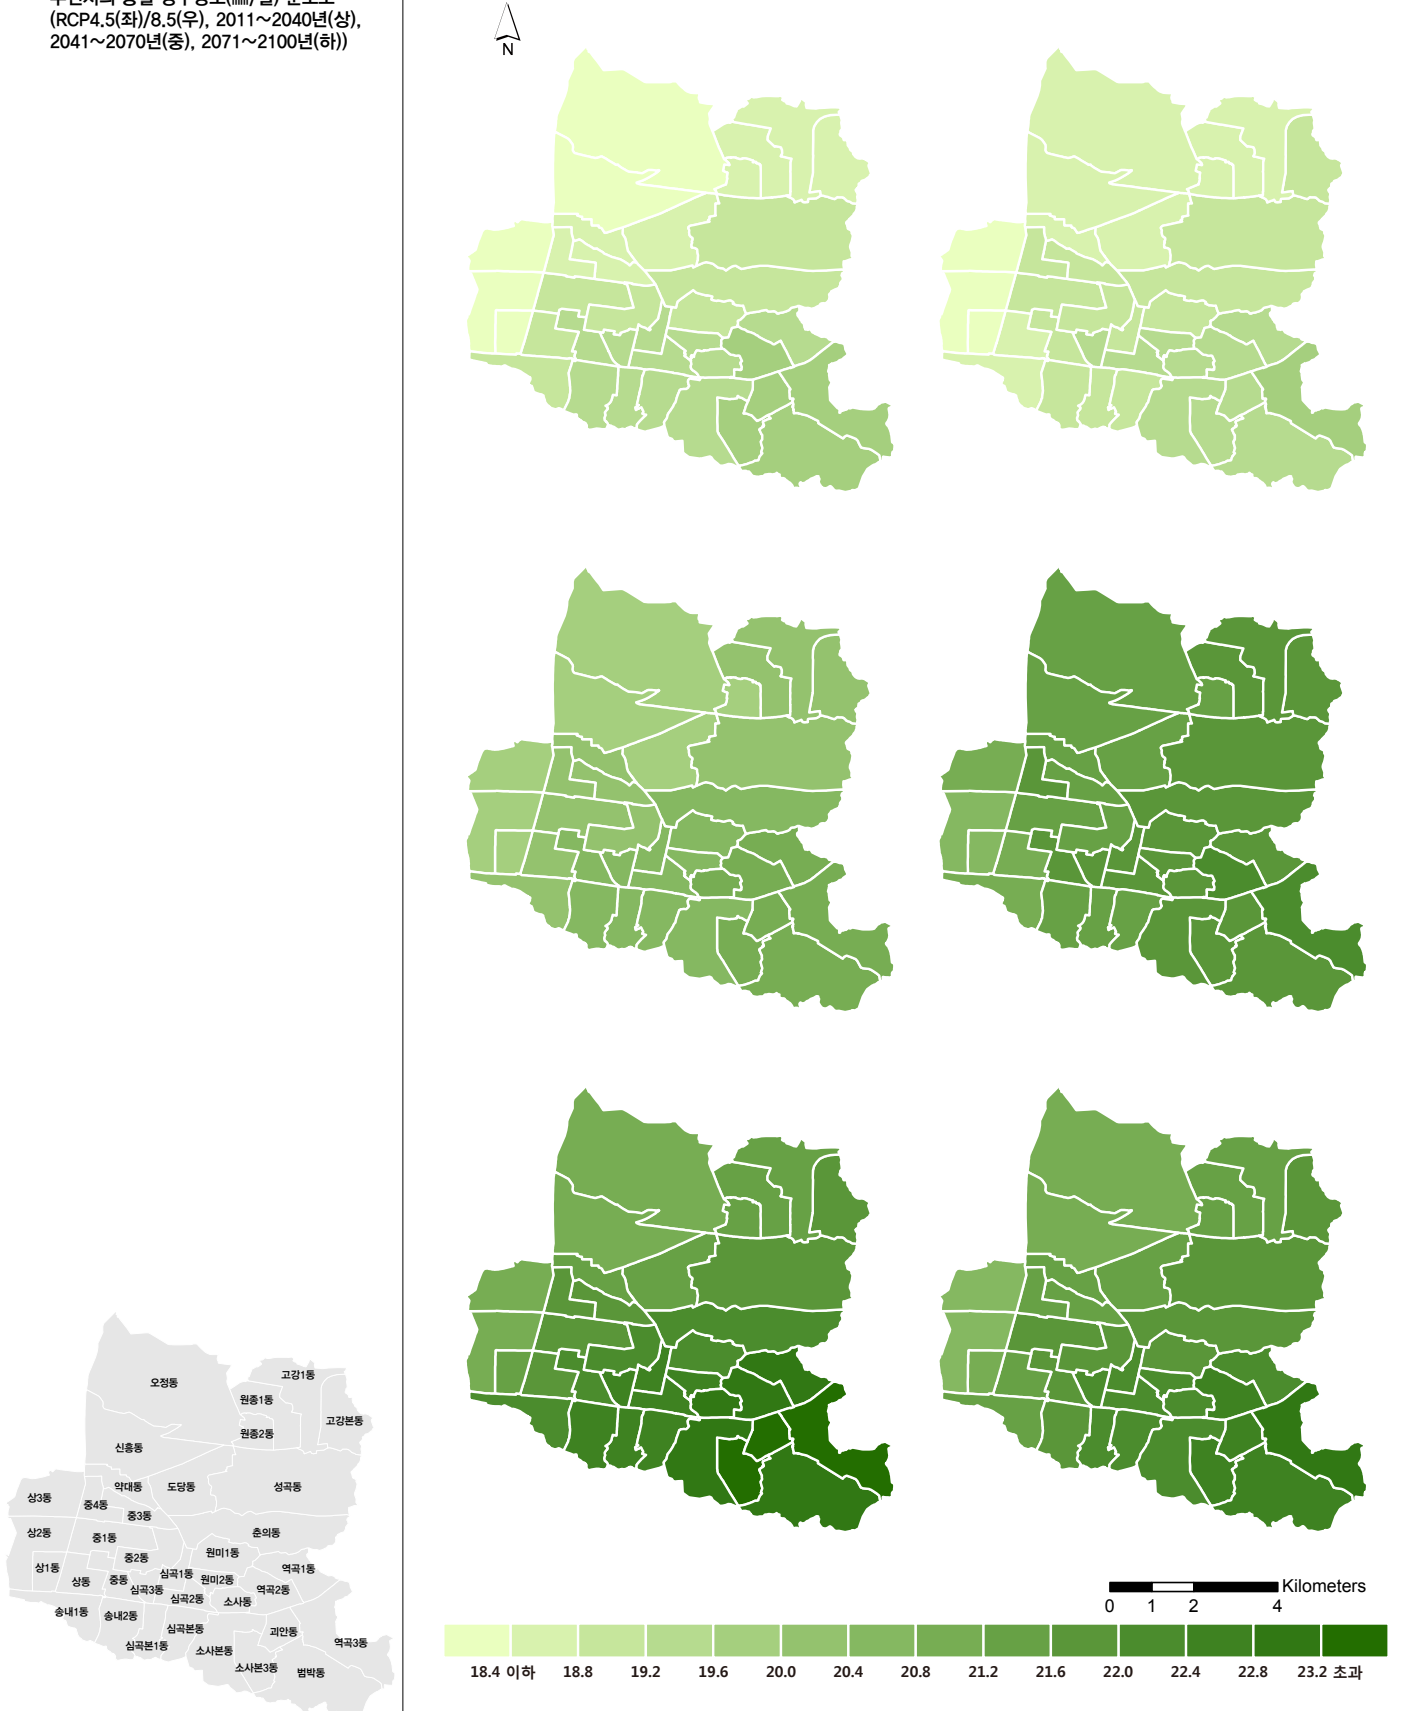 (RCP4.5(좌)/8.5(우), 2011~2040년(상),
2041~2070년(중), 2071~2100년(하))
N
오정동
고강1동
원종1동
고강본동
원종2동
신흥동
약대동
도당동
성곡동
상3동
중4동
중3동
상2동
중1동
춘의동
중2동
원미1동
상1동
상동
중동
심곡1동
원미2동
역곡1동
심곡3동
심곡2동
소사동
역곡2동
송내1동
송내2동
심곡본동
괴안동
심곡본1동
소사본동
역곡3동
소사본3동
범박동
Kilometers
0 1 2 4
18.4 이하 18.8 19.2 19.6 20.0 20.4 20.8 21.2 21.6 22.0 22.4 22.8 23.2 초과